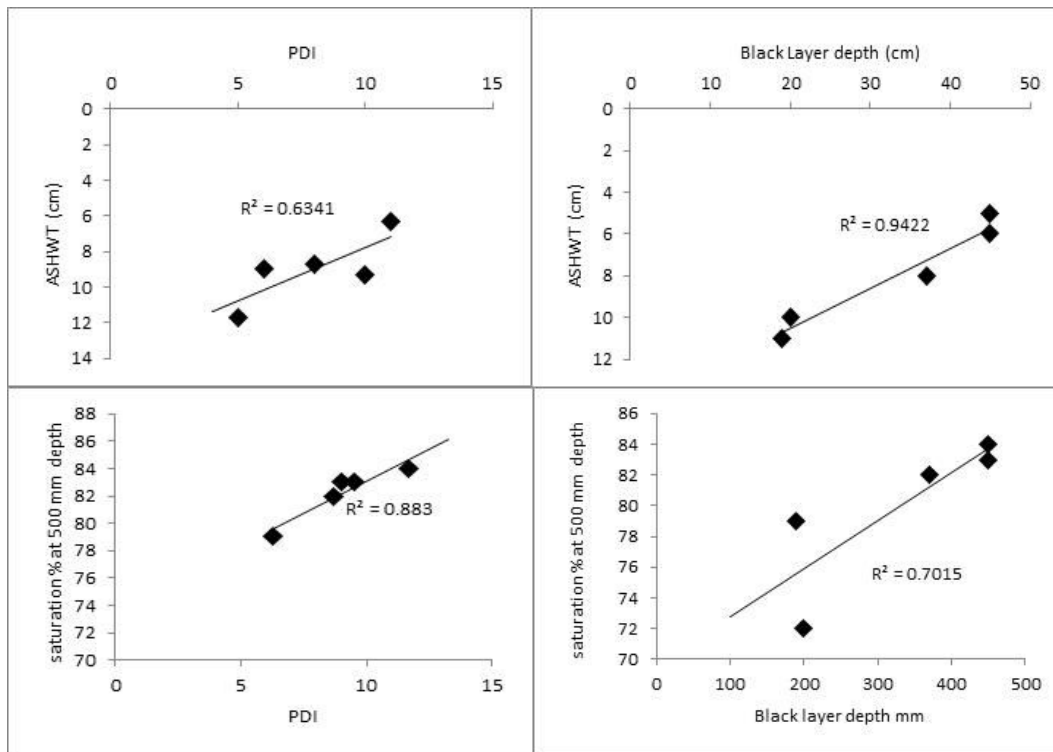 PDI
0 5 10 15
0
2
4
6
8
10
12
14
ASHWT (cm)
R² = 0.6341
Black Layer depth (cm)
0 10 20 30 40 50
0
2
4
6
8
10
12
ASHWT (cm)
R² = 0.9422
88
86
84
82
80
78
76
74
72
70
saturation % at 500 mm depth
R² = 0.883
0 5 10 15
PDI
86
84
82
80
78
76
74
72
70
saturation % at 500 mm depth
R² = 0.7015
0 100 200 300 400 500
Black layer depth mm